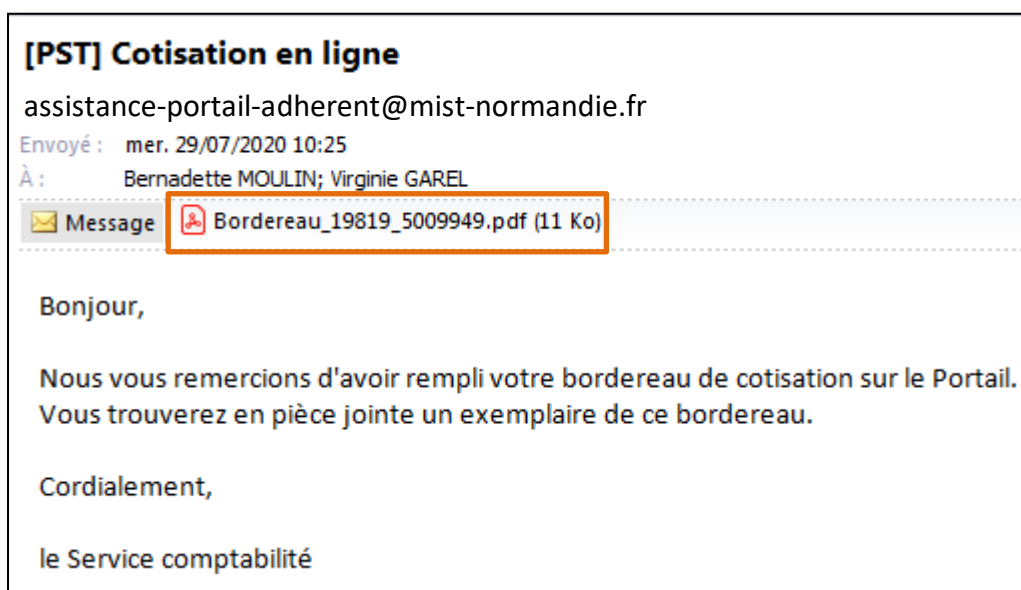 [PST] Cotisation en ligne
assistance-portail-adherent@mist-normandie.fr
Envoyé : mer. 29/07/2020 10:25
À : Bernadette MOULIN; Virginie GAREL
Message Bordereau_19819_5009949.pdf (11 Ko)
Bonjour,
Nous vous remercions d'avoir rempli votre bordereau de cotisation sur le Portail.
Vous trouverez en pièce jointe un exemplaire de ce bordereau.
Cordialement,
le Service comptabilité